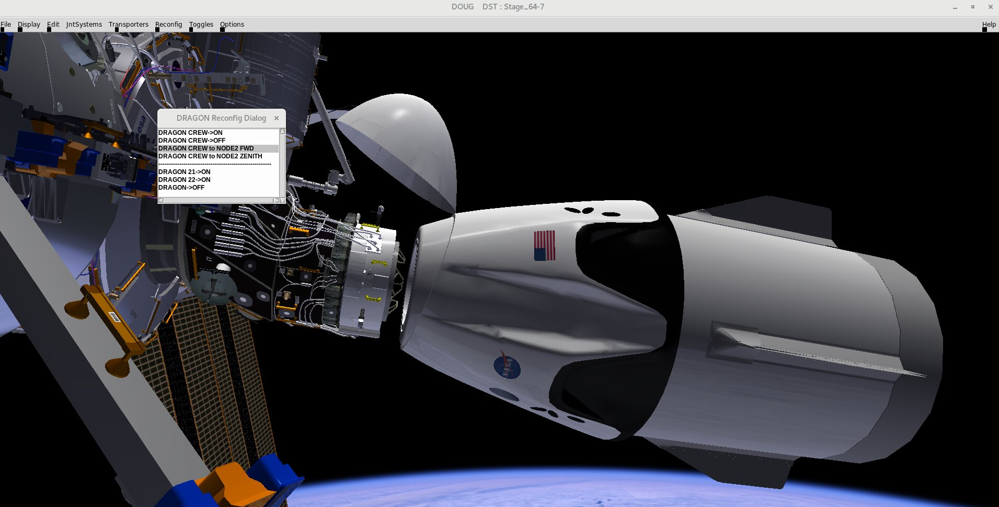 DOUG DST : Stage_64-7
File Display Edit JntSystems Transporters Reconfig Toggles Options Help
DRAGON Reconfig Dialog
DRAGON CREW->ON
DRAGON CREW->OFF
DRAGON CREW to NODE2 FWD
DRAGON CREW to NODE2 ZENITH
DRAGON 21->ON
DRAGON 22->ON
DRAGON->OFF
esa
NASA